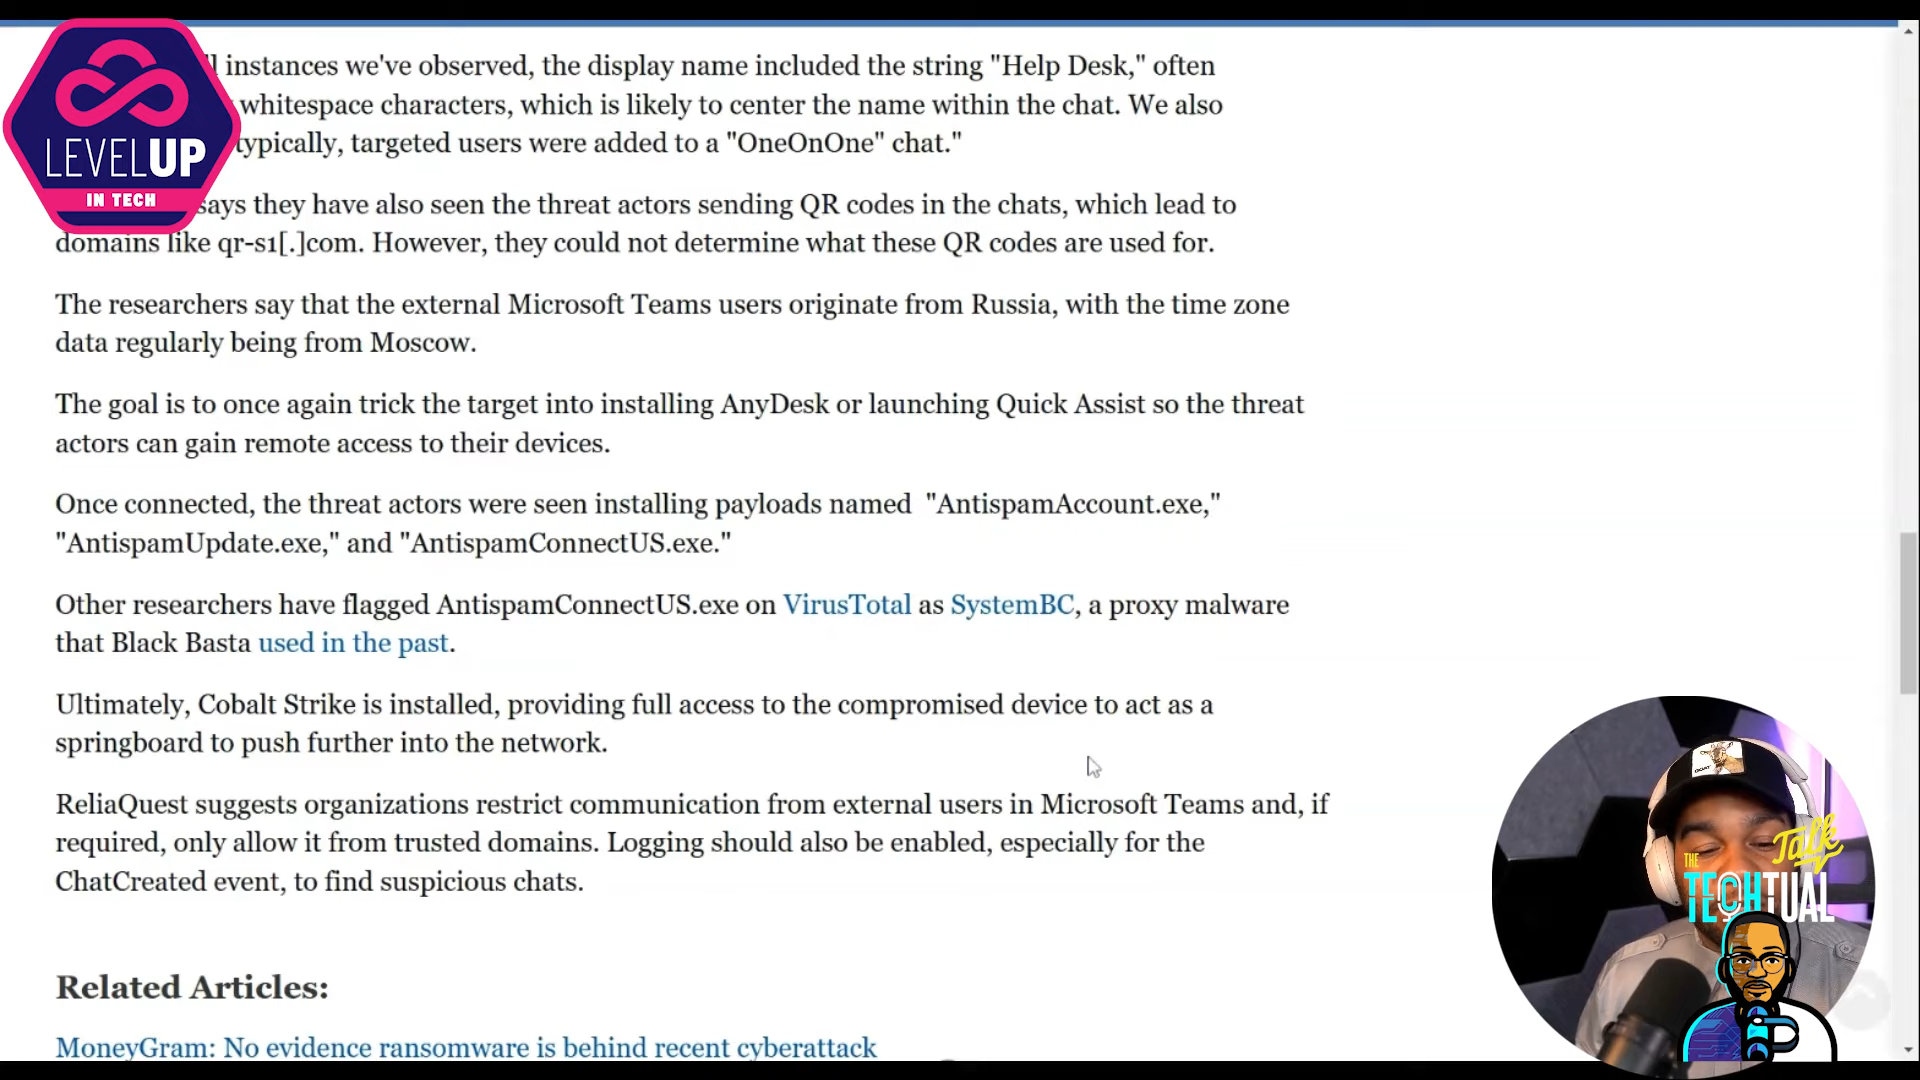 LEVELUP
IN TECH
instances we've observed, the display name included the string "Help Desk," often
whitespace characters, which is likely to center the name within the chat. We also
typically, targeted users were added to a "OneOnOne" chat."
says they have also seen the threat actors sending QR codes in the chats, which lead to
domains like qr-s1[.]com. However, they could not determine what these QR codes are used for.
The researchers say that the external Microsoft Teams users originate from Russia, with the time zone
data regularly being from Moscow.
The goal is to once again trick the target into installing AnyDesk or launching Quick Assist so the threat
actors can gain remote access to their devices.
Once connected, the threat actors were seen installing payloads named "AntispamAccount.exe,"
"AntispamUpdate.exe," and "AntispamConnectUS.exe."
Other researchers have flagged AntispamConnectUS.exe on VirusTotal as SystemBC, a proxy malware
that Black Basta used in the past.
Ultimately, Cobalt Strike is installed, providing full access to the compromised device to act as a
springboard to push further into the network.
ReliaQuest suggests organizations restrict communication from external users in Microsoft Teams and, if
required, only allow it from trusted domains. Logging should also be enabled, especially for the
ChatCreated event, to find suspicious chats.
Related Articles:
MoneyGram: No evidence ransomware is behind recent cyberattack
THE
TECHTUAL
Talk